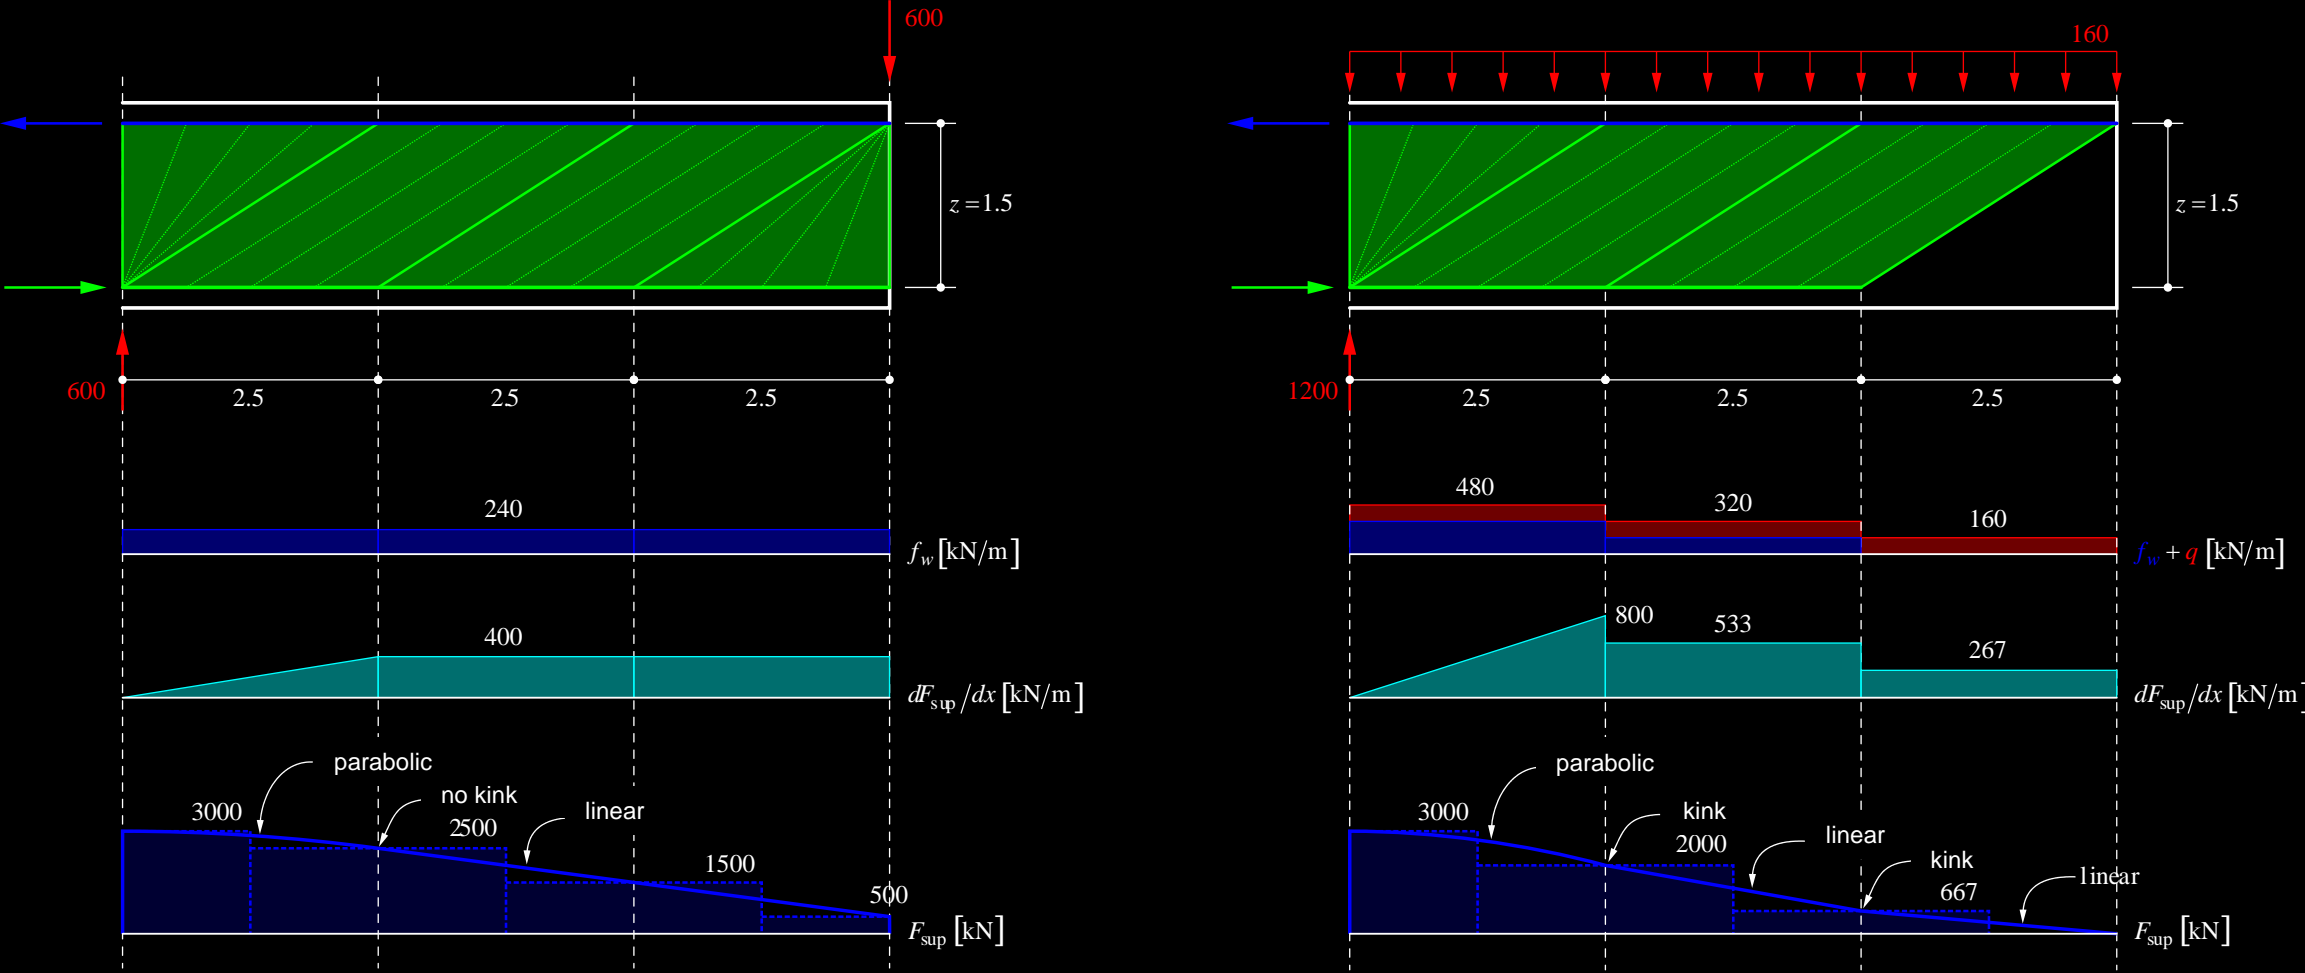 600
z = 1.5
600
2.5
2.5
2.5
240
f_w [kN/m]
400
dF_sup/dx [kN/m]
parabolic
no kink
linear
3000
2500
1500
500
F_sup [kN]
160
z = 1.5
1200
2.5
2.5
2.5
480
320
160
f_w + q [kN/m]
800
533
267
dF_sup/dx [kN/m]
parabolic
kink
linear
kink
linear
3000
2000
667
F_sup [kN]